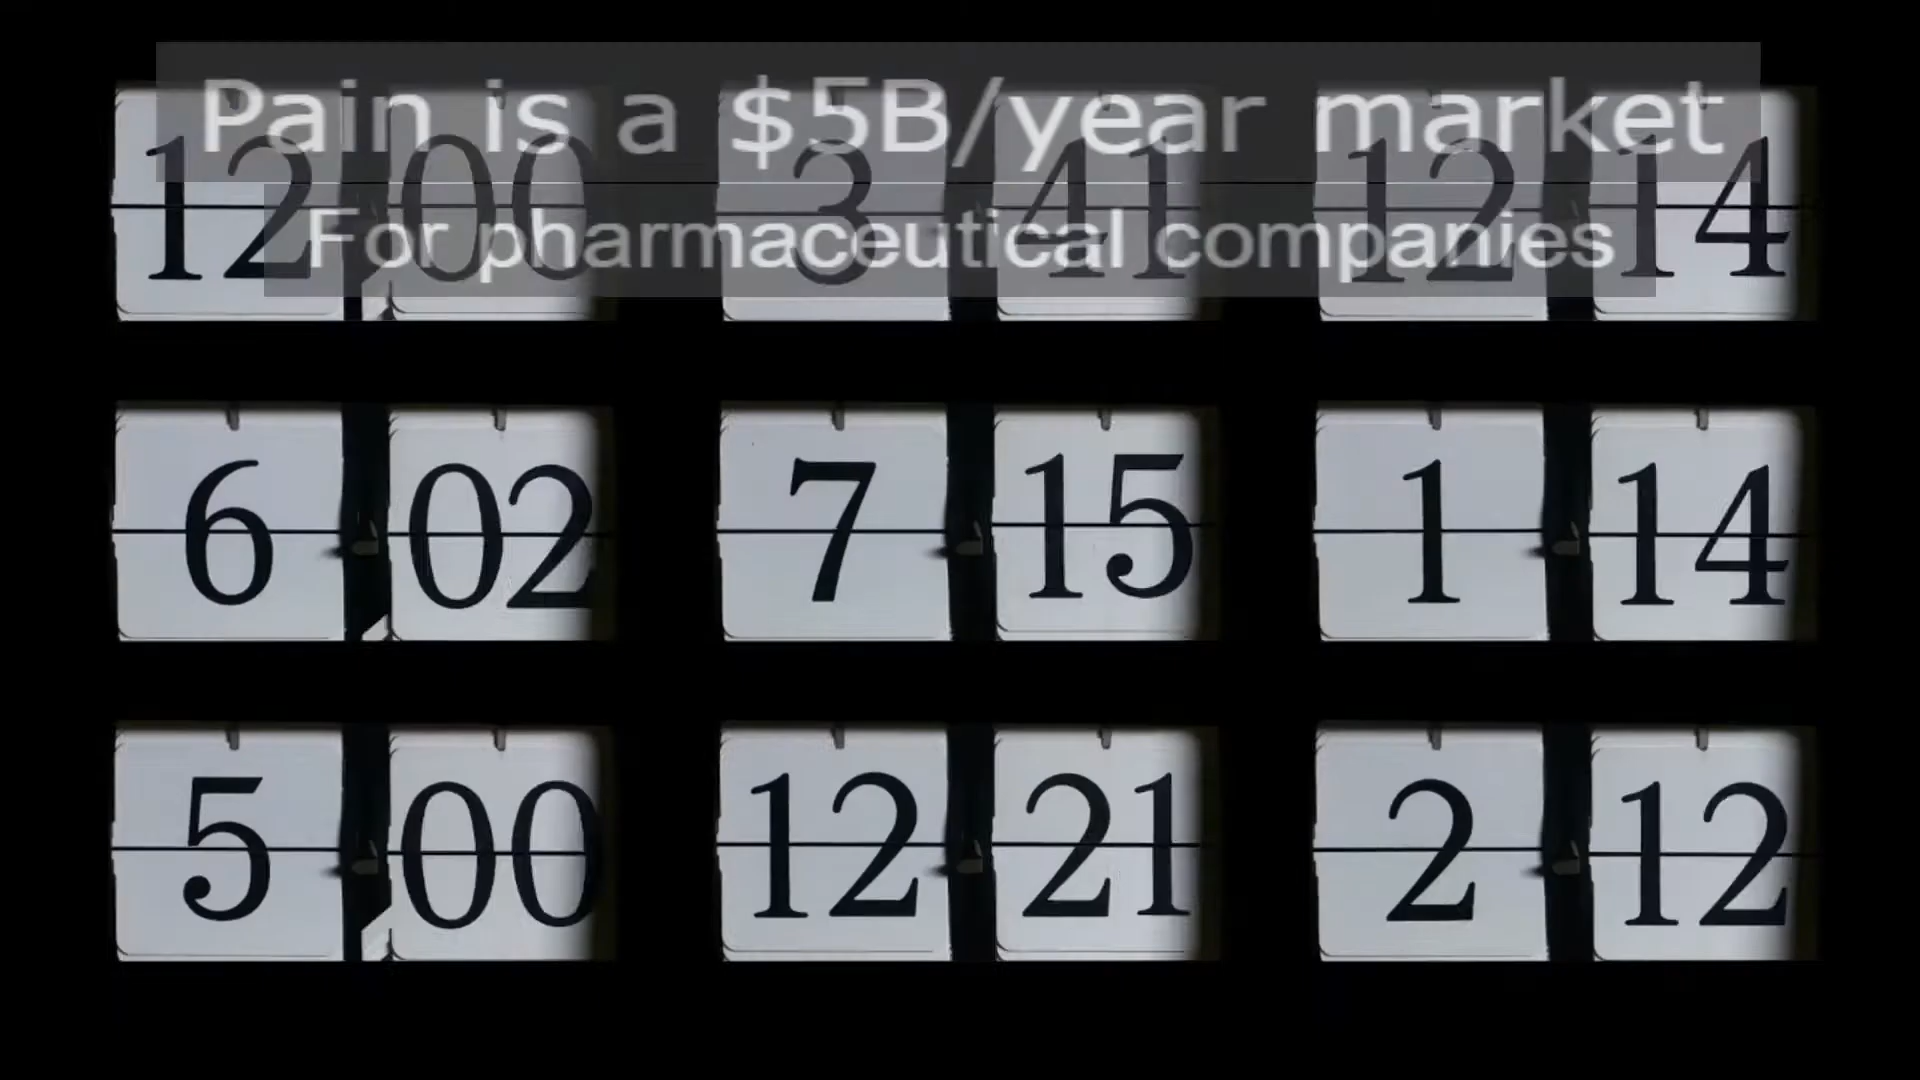 Pain is a $5B/year market
For pharmaceutical companies
12 00 3 41 12 14
6 02 7 15 1 14
5 00 12 21 2 12